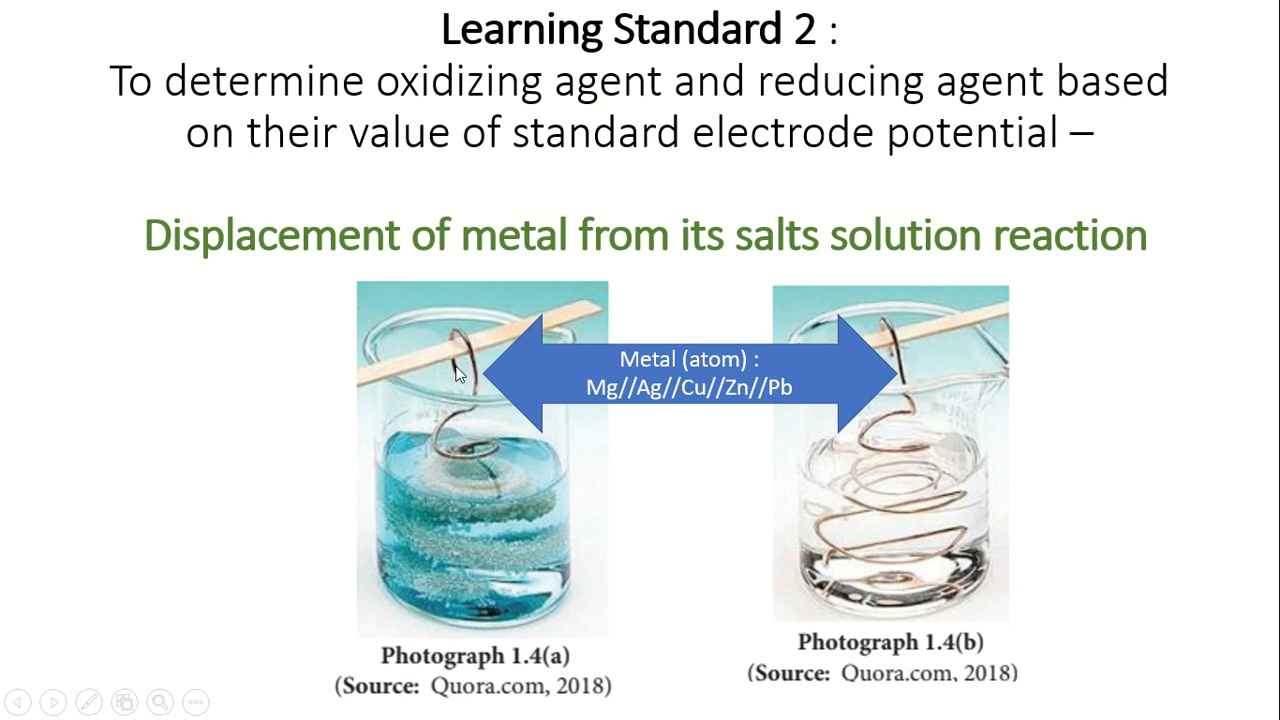 Learning Standard 2 :
To determine oxidizing agent and reducing agent based
on their value of standard electrode potential –
Displacement of metal from its salts solution reaction
Metal (atom) :
Mg//Ag//Cu//Zn//Pb
Photograph 1.4(a)
(Source: Quora.com, 2018)
Photograph 1.4(b)
(Source: Quora.com, 2018)